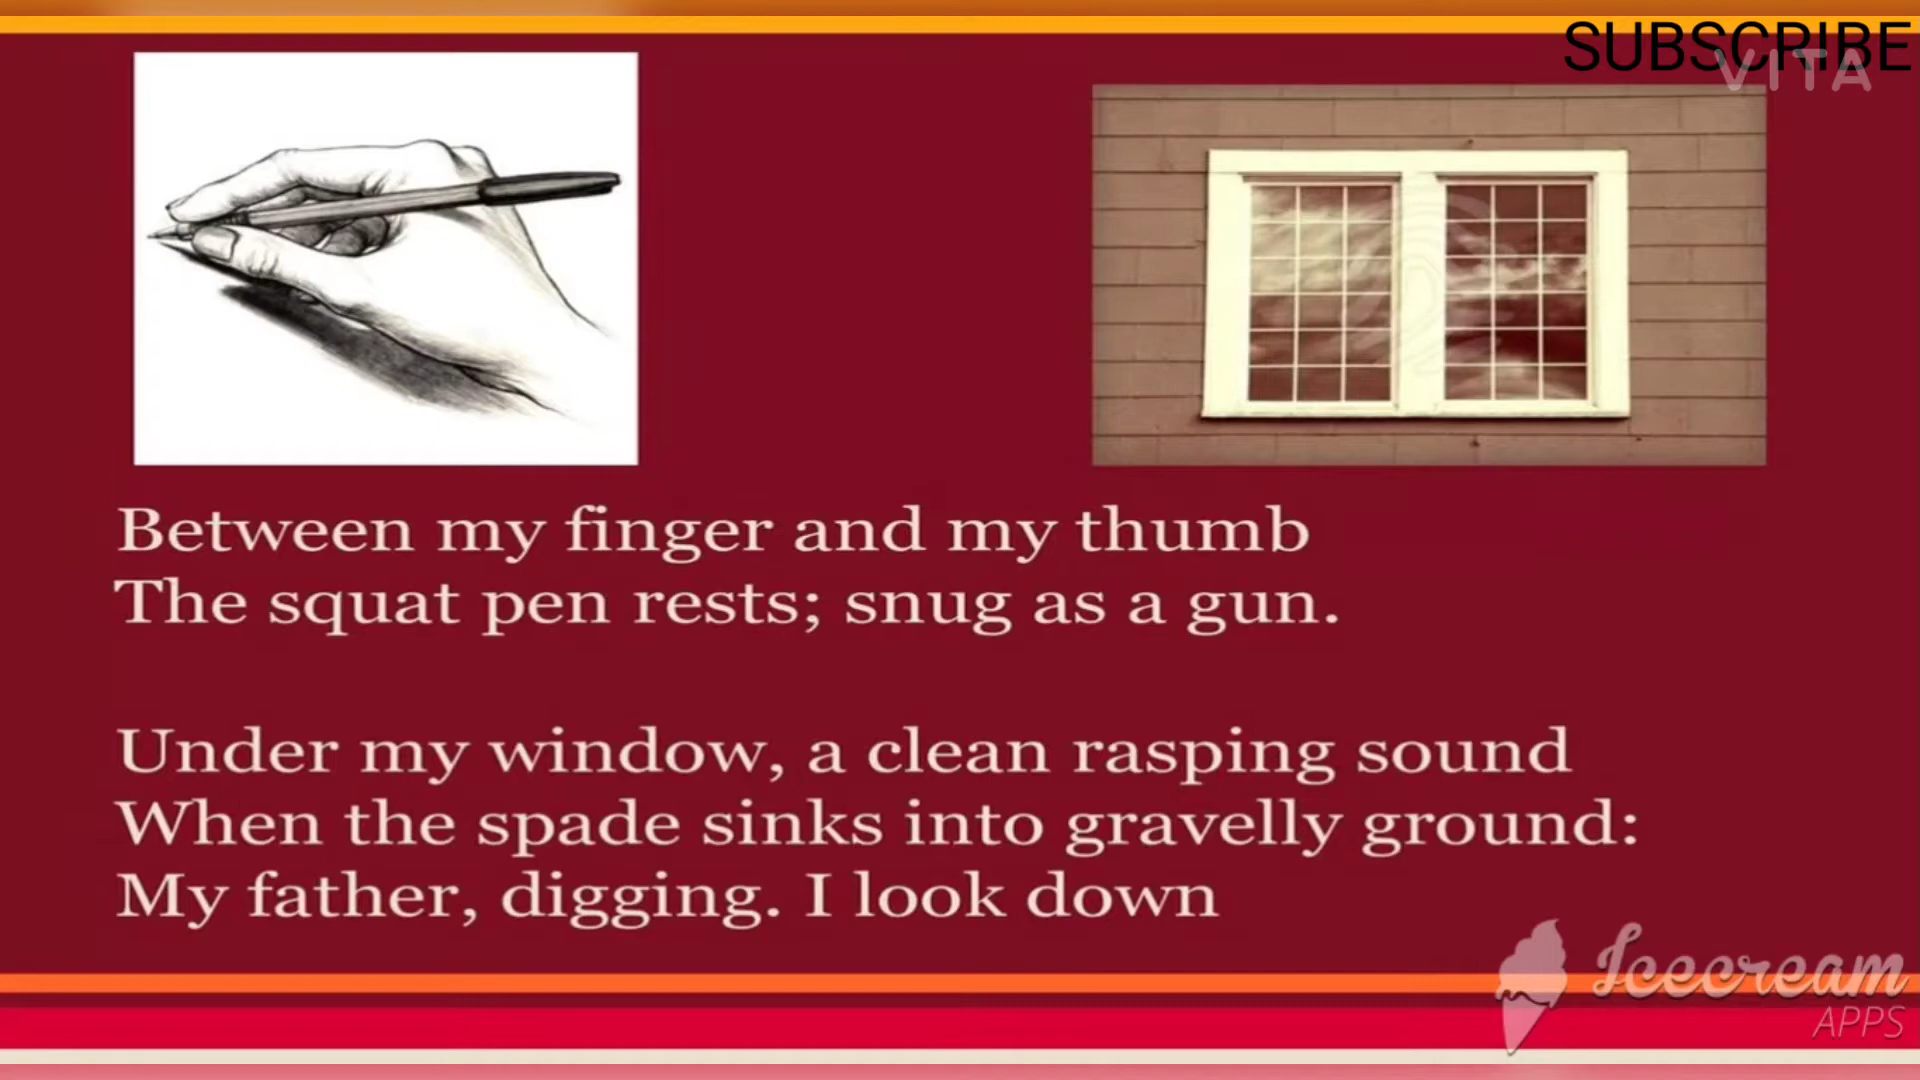 SUBSCRIBE
VITA
Between my finger and my thumb
The squat pen rests; snug as a gun.
Under my window, a clean rasping sound
When the spade sinks into gravelly ground:
My father, digging. I look down
Icecream
APPS